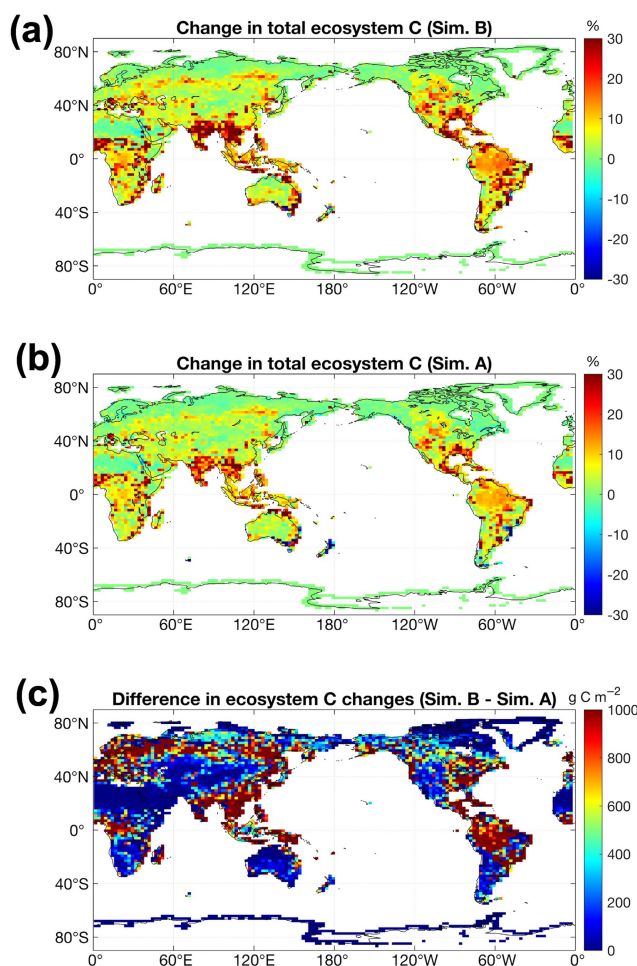 (a)
Change in total ecosystem C (Sim. B)
%
80°N
40°N
0°
40°S
80°S
0° 60°E 120°E 120°W 60°W 0°
30
20
10
0
-10
-20
-30
(b)
Change in total ecosystem C (Sim. A)
%
80°N
40°N
0°
40°S
80°S
0° 60°E 120°E 120°W 60°W 0°
30
20
10
0
-10
-20
-30
(c)
Difference in ecosystem C changes (Sim. B - Sim. A)
g C m⁻²
80°N
40°N
0°
40°S
80°S
0° 60°E 120°E 120°W 60°W 0°
1000
800
600
400
200
0